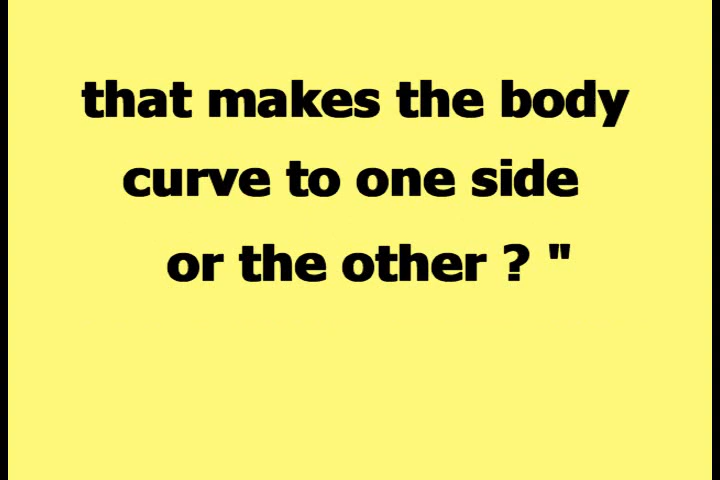 that makes the body
curve to one side
or the other ? "